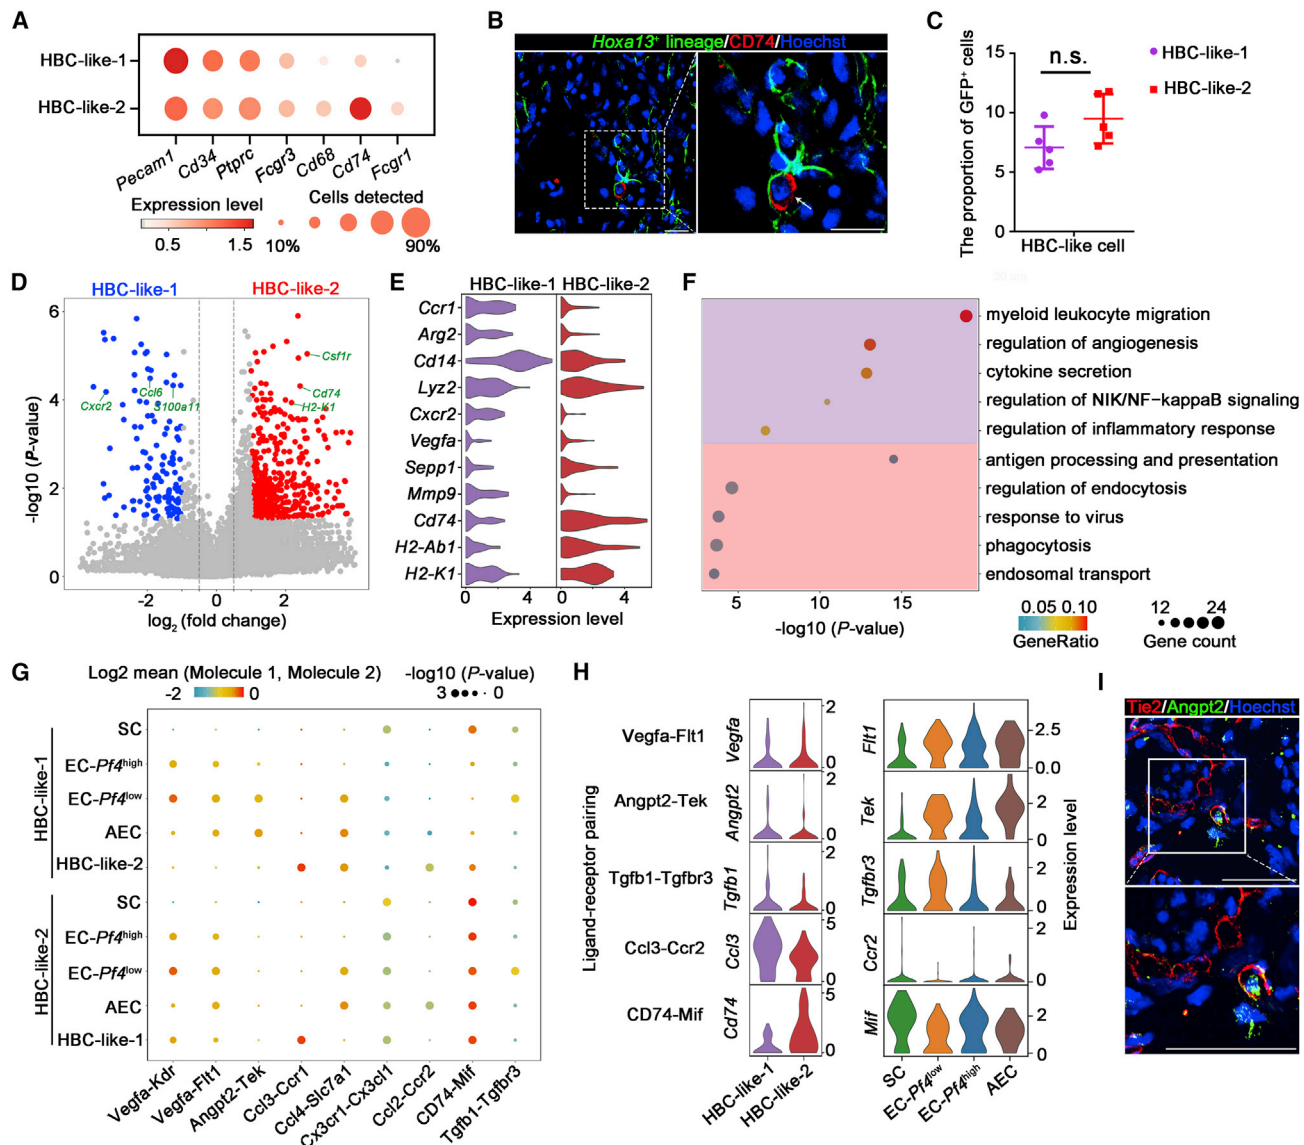 A
HBC-like-1
HBC-like-2
Pecam1
Cd34
Ptprc
Fcgr3
Cd68
Cd74
Fcgr1
Expression level
0.5 1.5
Cells detected
10% 90%
B
Hoxa13+ lineage/CD74/Hoechst
C
The proportion of GFP+ cells
15
10
5
0
n.s.
HBC-like cell
HBC-like-1
HBC-like-2
D
HBC-like-1 HBC-like-2
-log10 (P-value)
6
4
2
0
Csf1r
Cd74
H2-K1
Ccl6
S100a11
Cxcr2
-2 0 2
log2 (fold change)
E
HBC-like-1 HBC-like-2
Ccr1
Arg2
Cd14
Lyz2
Cxcr2
Vegfa
Sepp1
Mmp9
Cd74
H2-Ab1
H2-K1
0 4 0 4
Expression level
F
myeloid leukocyte migration
regulation of angiogenesis
cytokine secretion
regulation of NIK/NF-kappaB signaling
regulation of inflammatory response
antigen processing and presentation
regulation of endocytosis
response to virus
phagocytosis
endosomal transport
5 10 15
-log10 (P-value)
0.05 0.10
GeneRatio
12 24
Gene count
G
Log2 mean (Molecule 1, Molecule 2)
-2 0
-log10 (P-value)
3 0
HBC-like-1
SC
EC-Pf4high
EC-Pf4low
AEC
HBC-like-2
HBC-like-2
SC
EC-Pf4high
EC-Pf4low
AEC
HBC-like-1
Vegfa-Kdr
Vegfa-Flt1
Angpt2-Tek
Ccl3-Ccr1
Ccl4-Slc7a1
Cx3cr1-Cx3cl1
Ccl2-Ccr2
CD74-Mif
Tgfb1-Tgfbr3
H
Ligand-receptor pairing
Vegfa-Flt1
Angpt2-Tek
Tgfb1-Tgfbr3
Ccl3-Ccr2
CD74-Mif
Vegfa
Angpt2
Tgfb1
Ccl3
Cd74
2
0
2
0
2
0
5
0
5
0
HBC-like-1
HBC-like-2
Flt1
Tek
Tgfbr3
Ccr2
Mif
2.5
0.0
2
0
2
0
2
0
2
0
Expression level
SC
EC-Pf4low
EC-Pf4high
AEC
I
Tie2/Angpt2/Hoechst